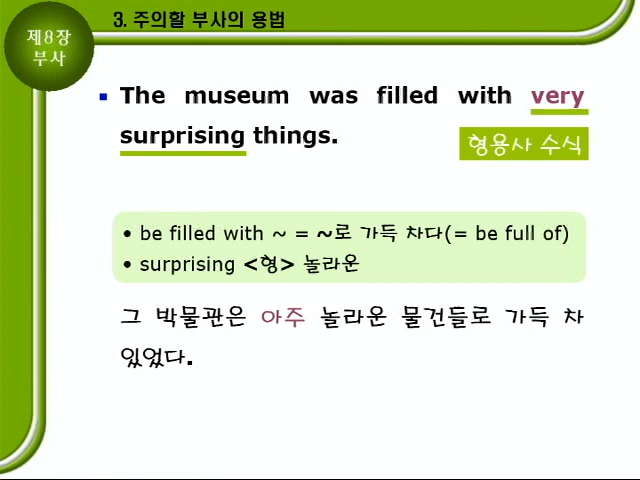 제8장
부사
3. 주의할 부사의 용법
The museum was filled with very
surprising things.
형용사 수식
• be filled with ~ = ~로 가득 차다(= be full of)
• surprising <형> 놀라운
그 박물관은 아주 놀라운 물건들로 가득 차
있었다.